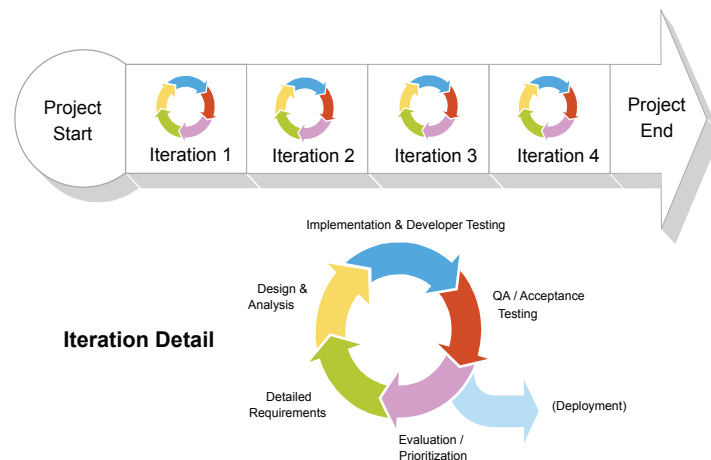 Project
Start
Iteration 1
Iteration 2
Iteration 3
Iteration 4
Project
End
Implementation & Developer Testing
Design &
Analysis
QA / Acceptance
Testing
Iteration Detail
Detailed
Requirements
(Deployment)
Evaluation /
Prioritization